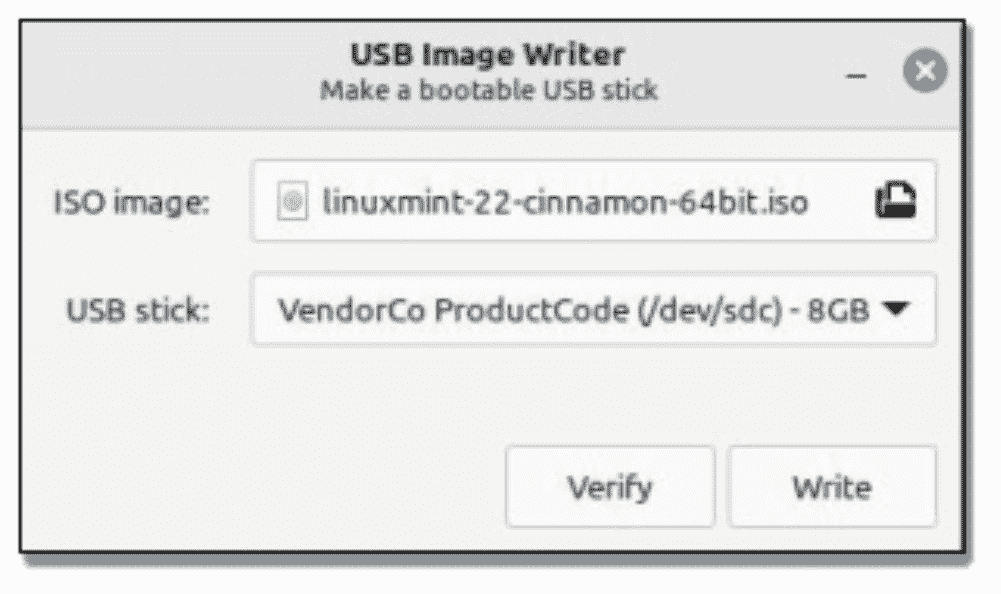 USB Image Writer
Make a bootable USB stick
ISO image: linuxmint-22-cinnamon-64bit.iso
USB stick: VendorCo ProductCode (/dev/sdc) - 8GB
Verify Write